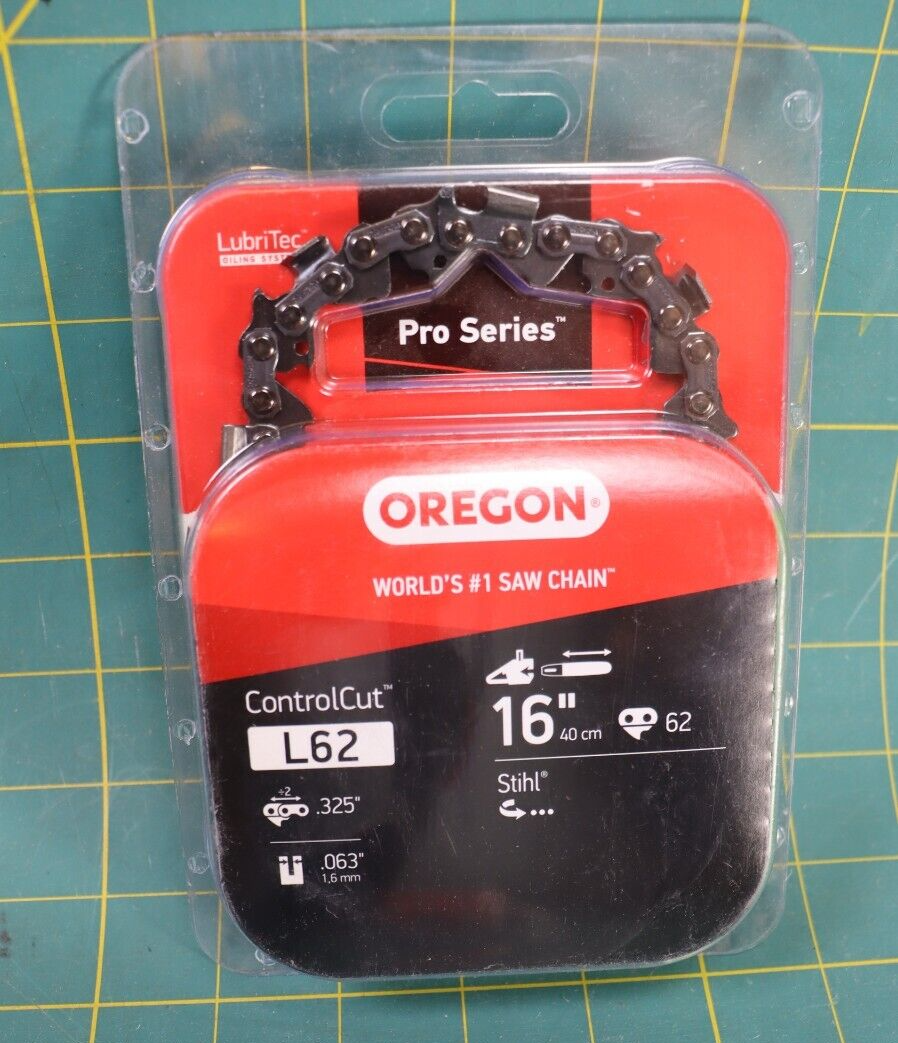 LubriTec™
OILING SYSTEM
Pro Series™
OREGON®
WORLD'S #1 SAW CHAIN™
ControlCut™
L62
÷2
.325"
.063"
1,6 mm
16"
40 cm
62
Stihl®